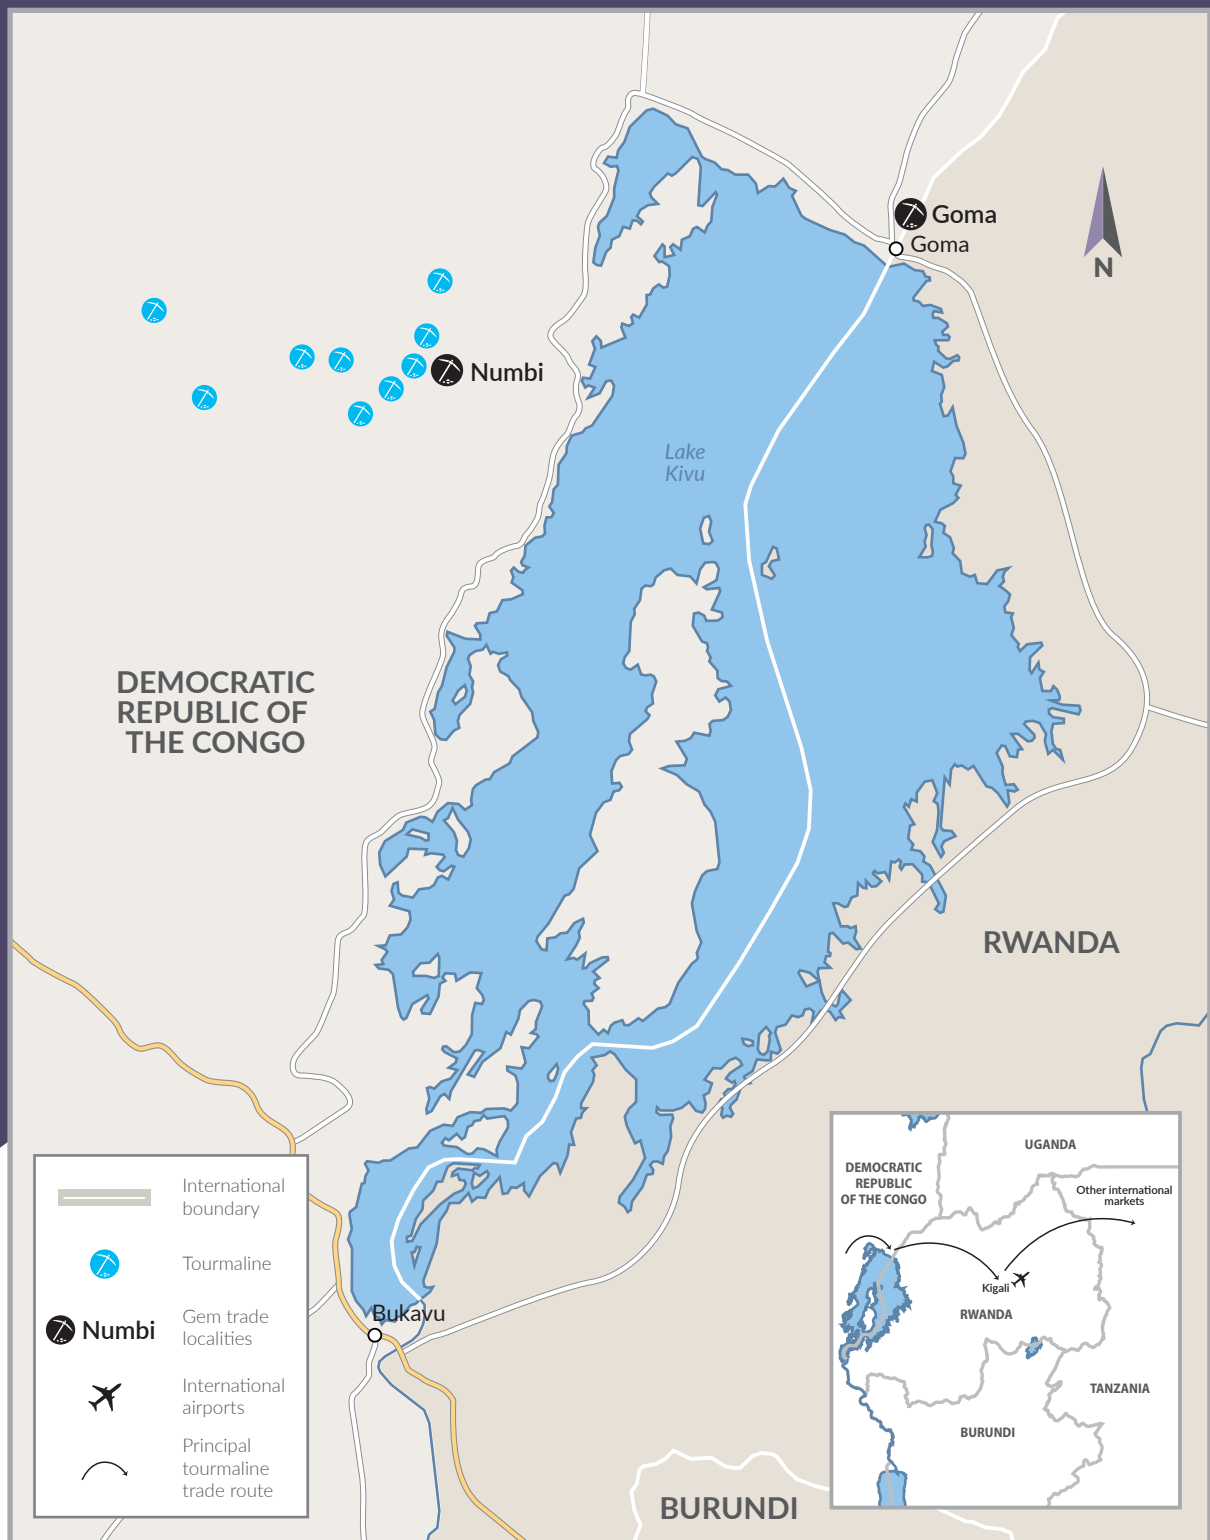 Goma
Goma
N
Numbi
Lake
Kivu
DEMOCRATIC
REPUBLIC OF
THE CONGO
RWANDA
Bukavu
BURUNDI
International
boundary
Tourmaline
Numbi
Gem trade
localities
International
airports
Principal
tourmaline
trade route
UGANDA
DEMOCRATIC
REPUBLIC
OF THE CONGO
Other international
markets
Kigali
RWANDA
TANZANIA
BURUNDI